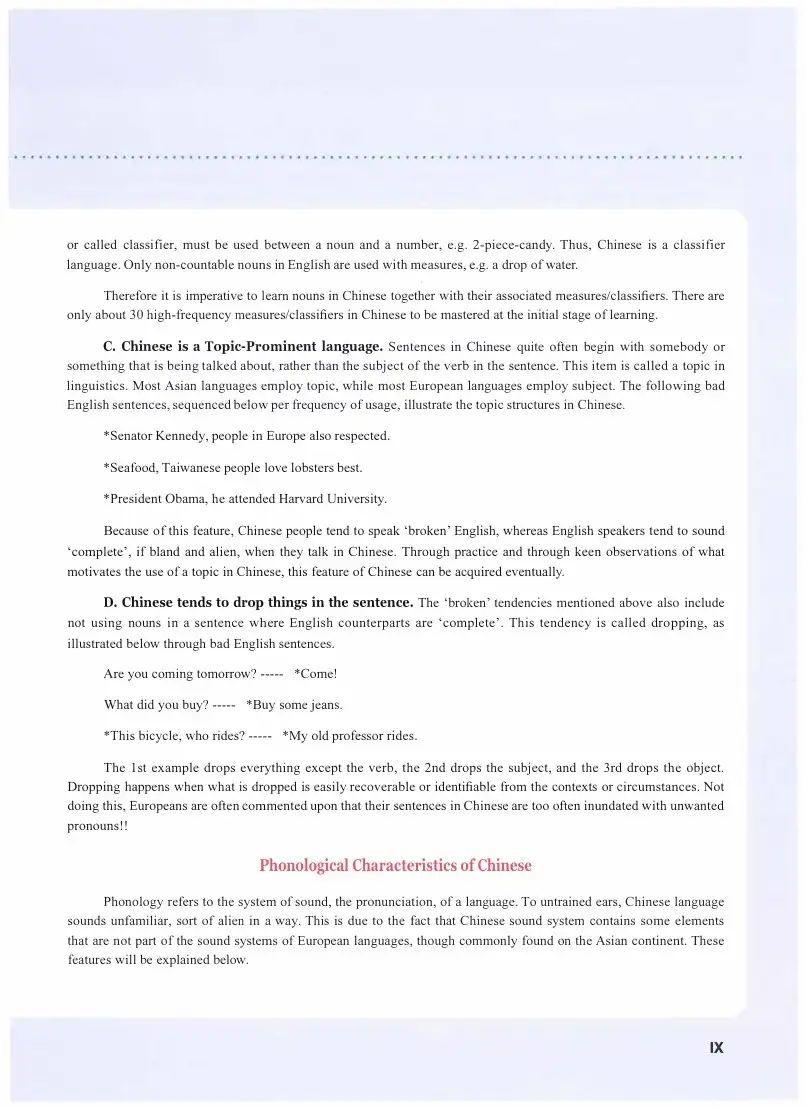 or called classifier, must be used between a noun and a number, e.g. 2-piece-candy. Thus, Chinese is a classifier
language. Only non-countable nouns in English are used with measures, e.g. a drop of water.
Therefore it is imperative to learn nouns in Chinese together with their associated measures/classifiers. There are
only about 30 high-frequency measures/classifiers in Chinese to be mastered at the initial stage of learning.
C. Chinese is a Topic-Prominent language. Sentences in Chinese quite often begin with somebody or
something that is being talked about, rather than the subject of the verb in the sentence. This item is called a topic in
linguistics. Most Asian languages employ topic, while most European languages employ subject. The following bad
English sentences, sequenced below per frequency of usage, illustrate the topic structures in Chinese.
*Senator Kennedy, people in Europe also respected.
*Seafood, Taiwanese people love lobsters best.
*President Obama, he attended Harvard University.
Because of this feature, Chinese people tend to speak ‘broken’ English, whereas English speakers tend to sound
‘complete’, if bland and alien, when they talk in Chinese. Through practice and through keen observations of what
motivates the use of a topic in Chinese, this feature of Chinese can be acquired eventually.
D. Chinese tends to drop things in the sentence. The ‘broken’ tendencies mentioned above also include
not using nouns in a sentence where English counterparts are ‘complete’. This tendency is called dropping, as
illustrated below through bad English sentences.
Are you coming tomorrow? ----- *Come!
What did you buy? ----- *Buy some jeans.
*This bicycle, who rides? ----- *My old professor rides.
The 1st example drops everything except the verb, the 2nd drops the subject, and the 3rd drops the object.
Dropping happens when what is dropped is easily recoverable or identifiable from the contexts or circumstances. Not
doing this, Europeans are often commented upon that their sentences in Chinese are too often inundated with unwanted
pronouns!!
Phonological Characteristics of Chinese
Phonology refers to the system of sound, the pronunciation, of a language. To untrained ears, Chinese language
sounds unfamiliar, sort of alien in a way. This is due to the fact that Chinese sound system contains some elements
that are not part of the sound systems of European languages, though commonly found on the Asian continent. These
features will be explained below.
IX